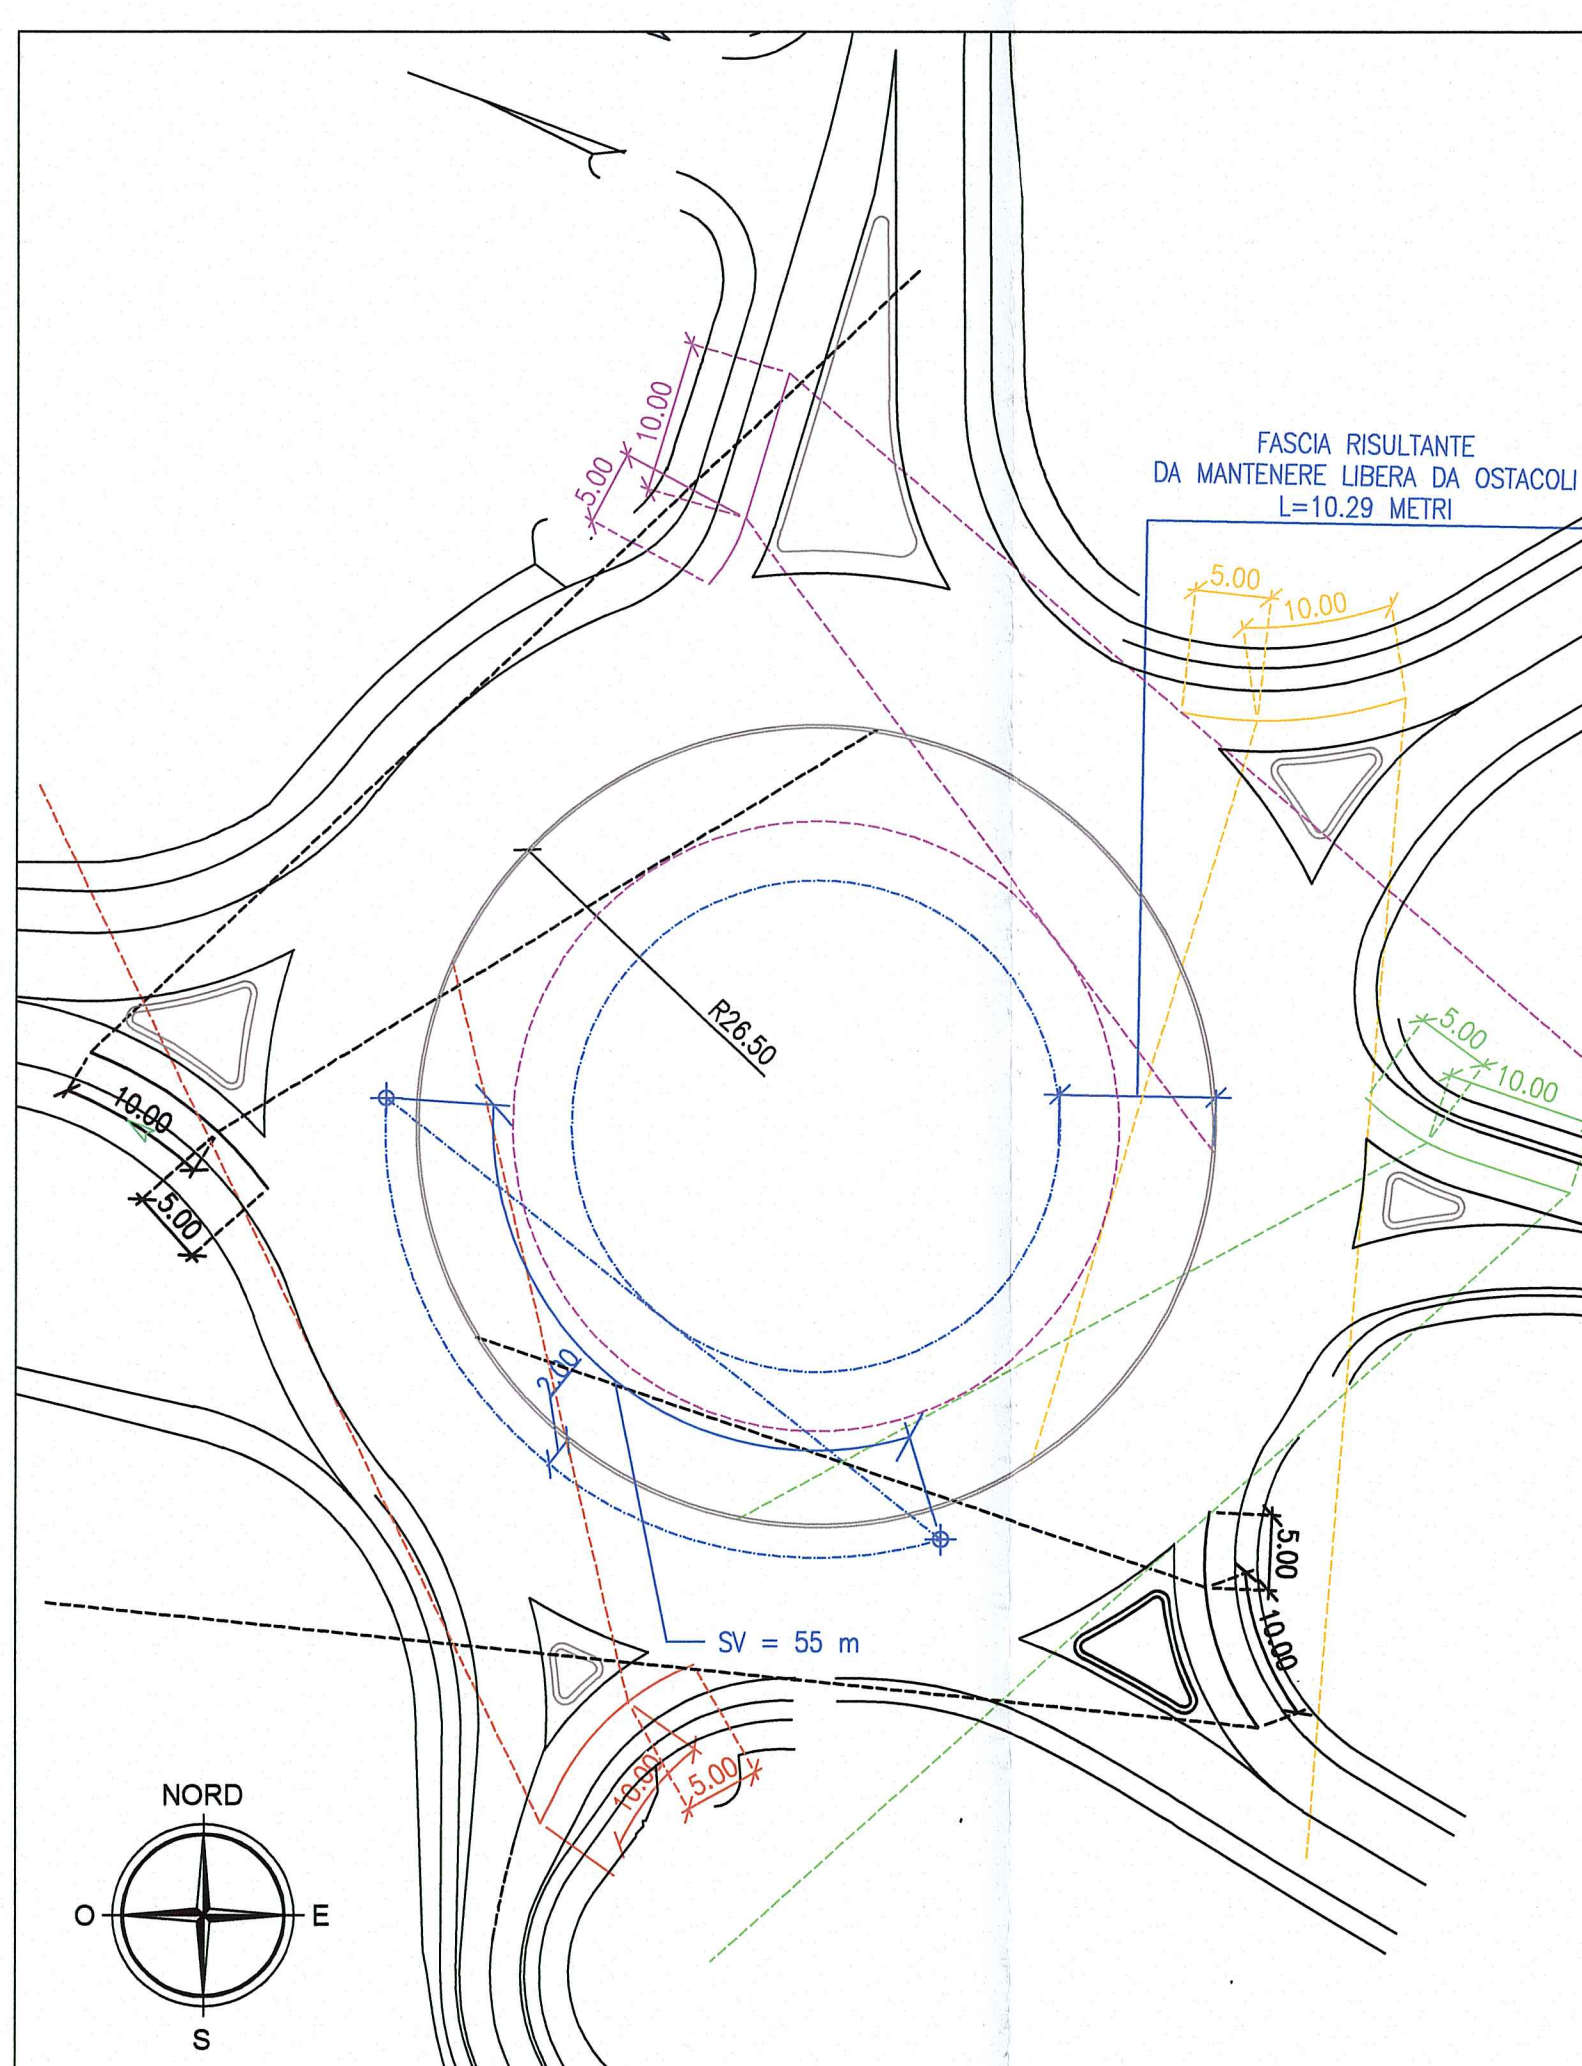 10.00
5.00
FASCIA RISULTANTE
DA MANTENERE LIBERA DA OSTACOLI
L=10.29 METRI
5.00
10.00
R26.50
5.00
10.00
10.00
5.00
2.00
5.00
10.00
SV = 55 m
10.00
5.00
NORD
O
E
S